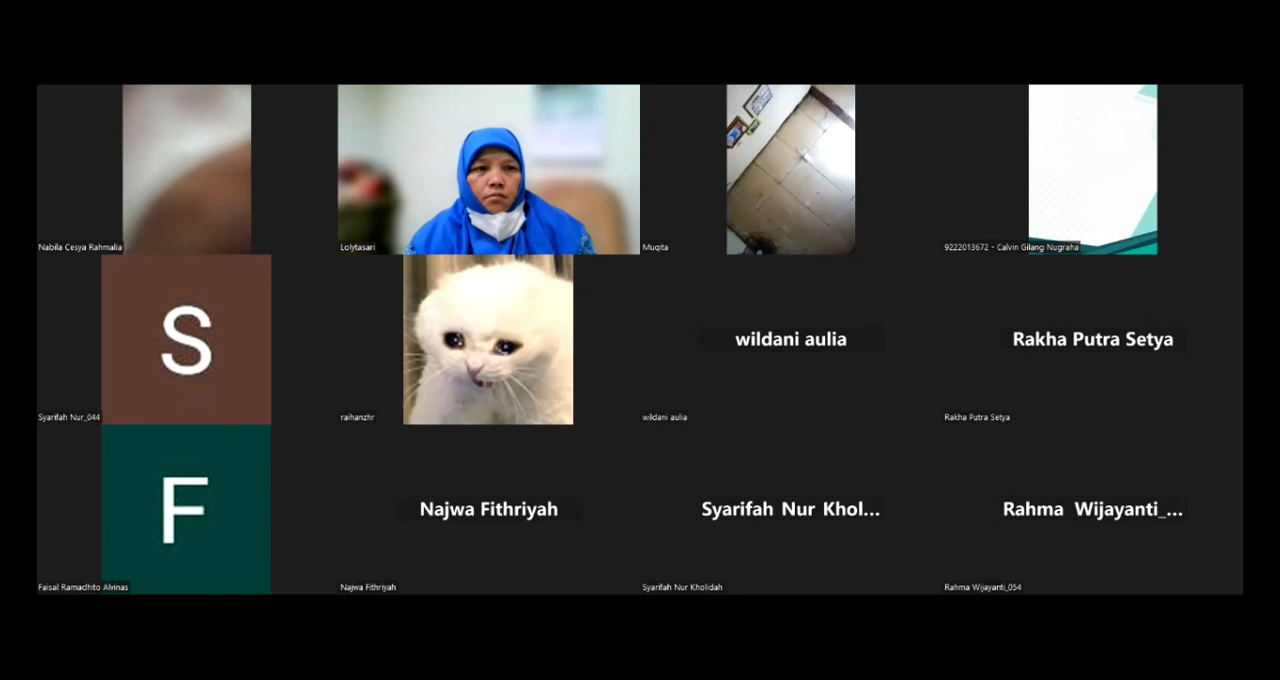 Nabila Cesya Rahmalia
Lolytasari
Muqita
9222013672 - Calvin Gilang Nugraha
S
Syarifah Nur_044
raihanzhr
wildani aulia
wildani aulia
Rakha Putra Setya
Rakha Putra Setya
F
Faisal Ramadhito Alvinas
Najwa Fithriyah
Najwa Fithriyah
Syarifah Nur Khol...
Syarifah Nur Kholidah
Rahma Wijayanti_...
Rahma Wijayanti_054